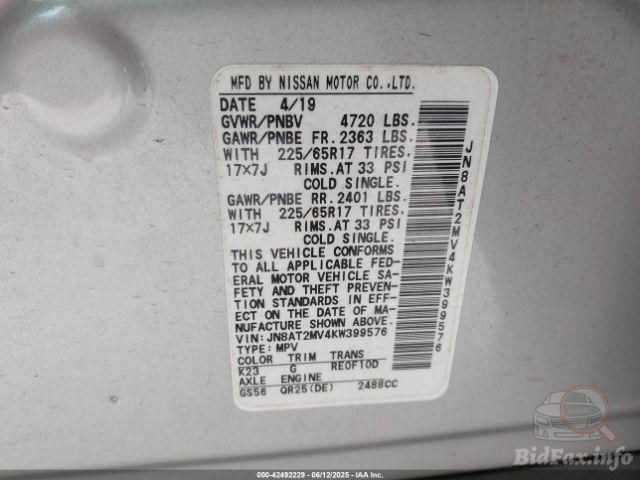 MFD BY NISSAN MOTOR CO.,LTD.
DATE 4/19
GVWR/PNBV 4720 LBS.
GAWR/PNBE FR. 2363 LBS.
WITH 225/65R17 TIRES,
17×7J RIMS.AT 33 PSI
COLD SINGLE.
GAWR/PNBE RR. 2401 LBS.
WITH 225/65R17 TIRES,
17×7J RIMS.AT 33 PSI
COLD SINGLE.
THIS VEHICLE CONFORMS
TO ALL APPLICABLE FED-
ERAL MOTOR VEHICLE SA-
FETY AND THEFT PREVEN-
TION STANDARDS IN EFF-
ECT ON THE DATE OF MA-
NUFACTURE SHOWN ABOVE.
VIN:JN8AT2MV4KW399576
TYPE:MPV
COLOR TRIM TRANS
K23 G RE0F10D
AXLE ENGINE
GS56 QR25(DE) 2488CC
JN8AT2MV4KW399576
BidFax.info
00-42492229 - 06/12/2025 - IAA Inc.